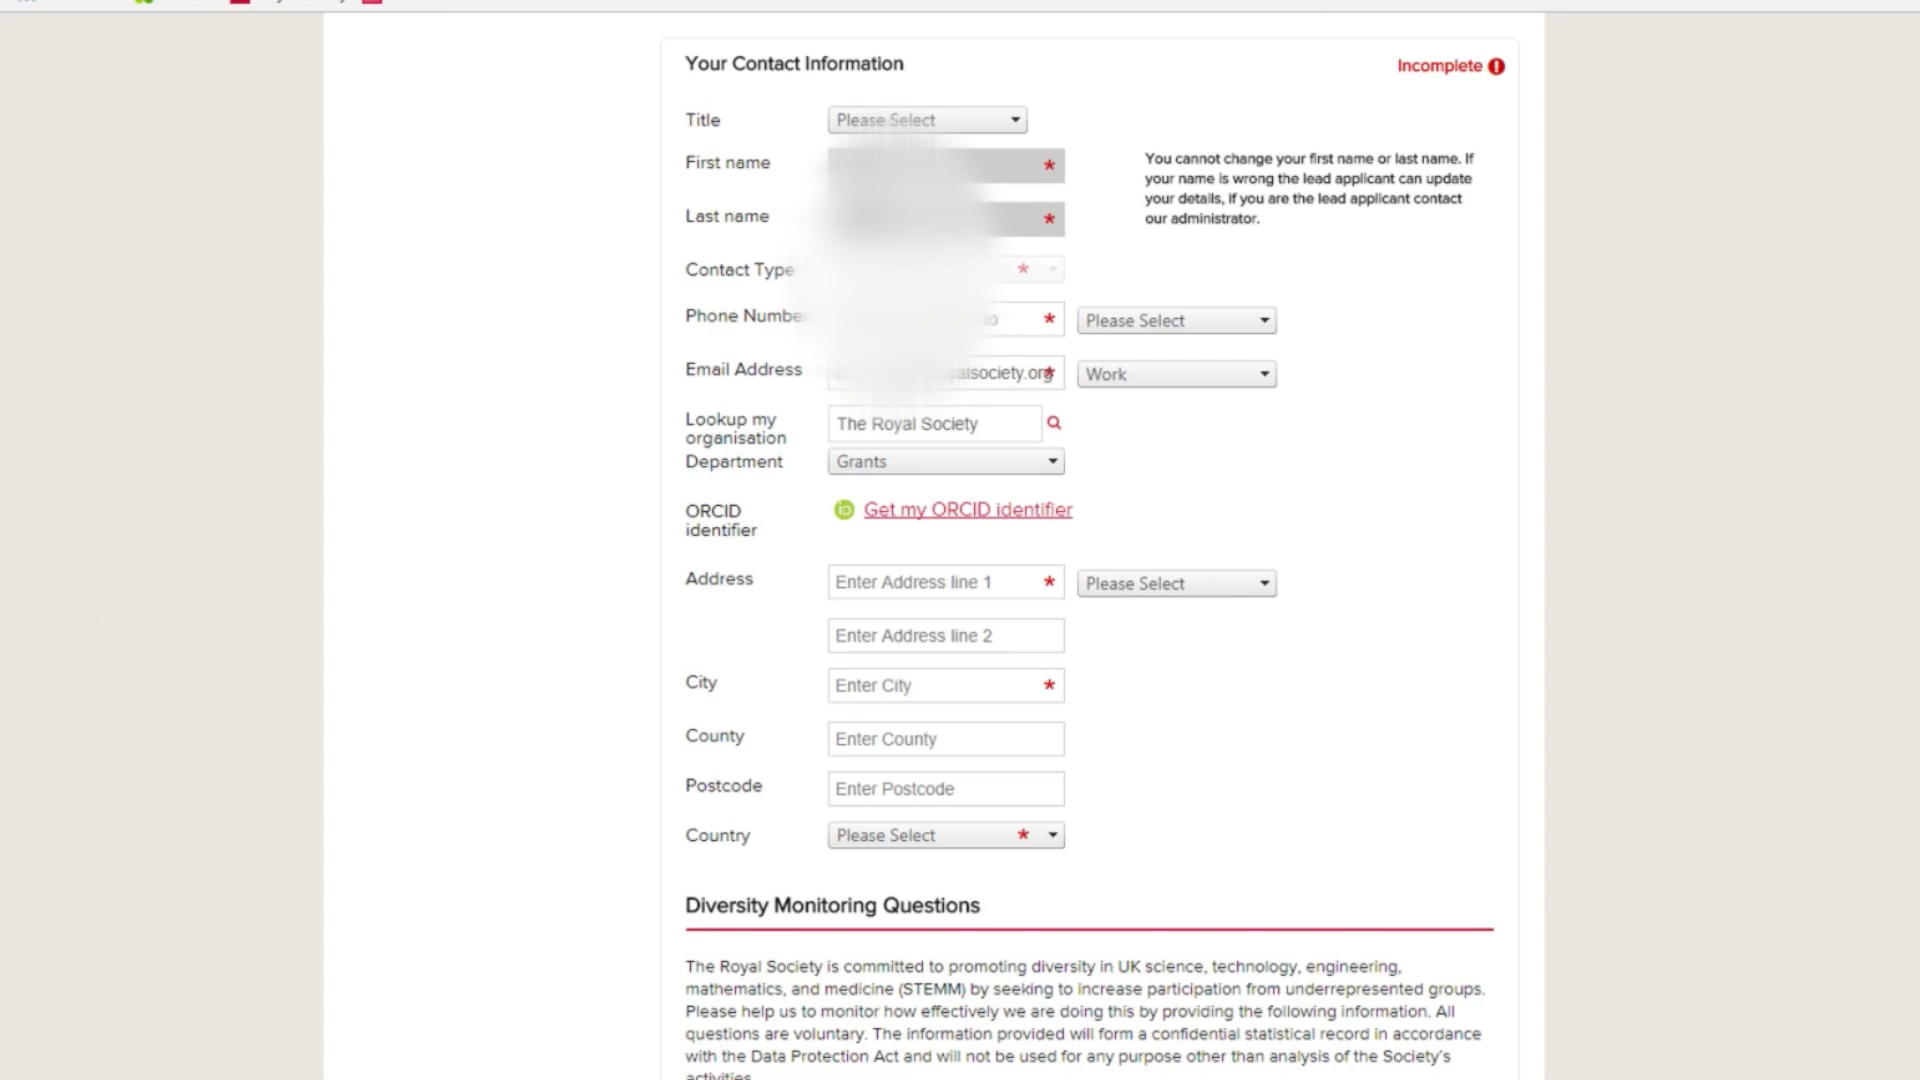 Your Contact Information
Incomplete
Title
Please Select
First name
*
You cannot change your first name or last name. If
your name is wrong the lead applicant can update
your details, if you are the lead applicant contact
our administrator.
Last name
*
Contact Type
*
Phone Number
*
Please Select
Email Address
alsociety.org
*
Work
Lookup my
organisation
The Royal Society
Department
Grants
ORCID
identifier
iD
Get my ORCID identifier
Address
Enter Address line 1
*
Please Select
Enter Address line 2
City
Enter City
*
County
Enter County
Postcode
Enter Postcode
Country
Please Select
*
Diversity Monitoring Questions
The Royal Society is committed to promoting diversity in UK science, technology, engineering,
mathematics, and medicine (STEMM) by seeking to increase participation from underrepresented groups.
Please help us to monitor how effectively we are doing this by providing the following information. All
questions are voluntary. The information provided will form a confidential statistical record in accordance
with the Data Protection Act and will not be used for any purpose other than analysis of the Society's
activities.